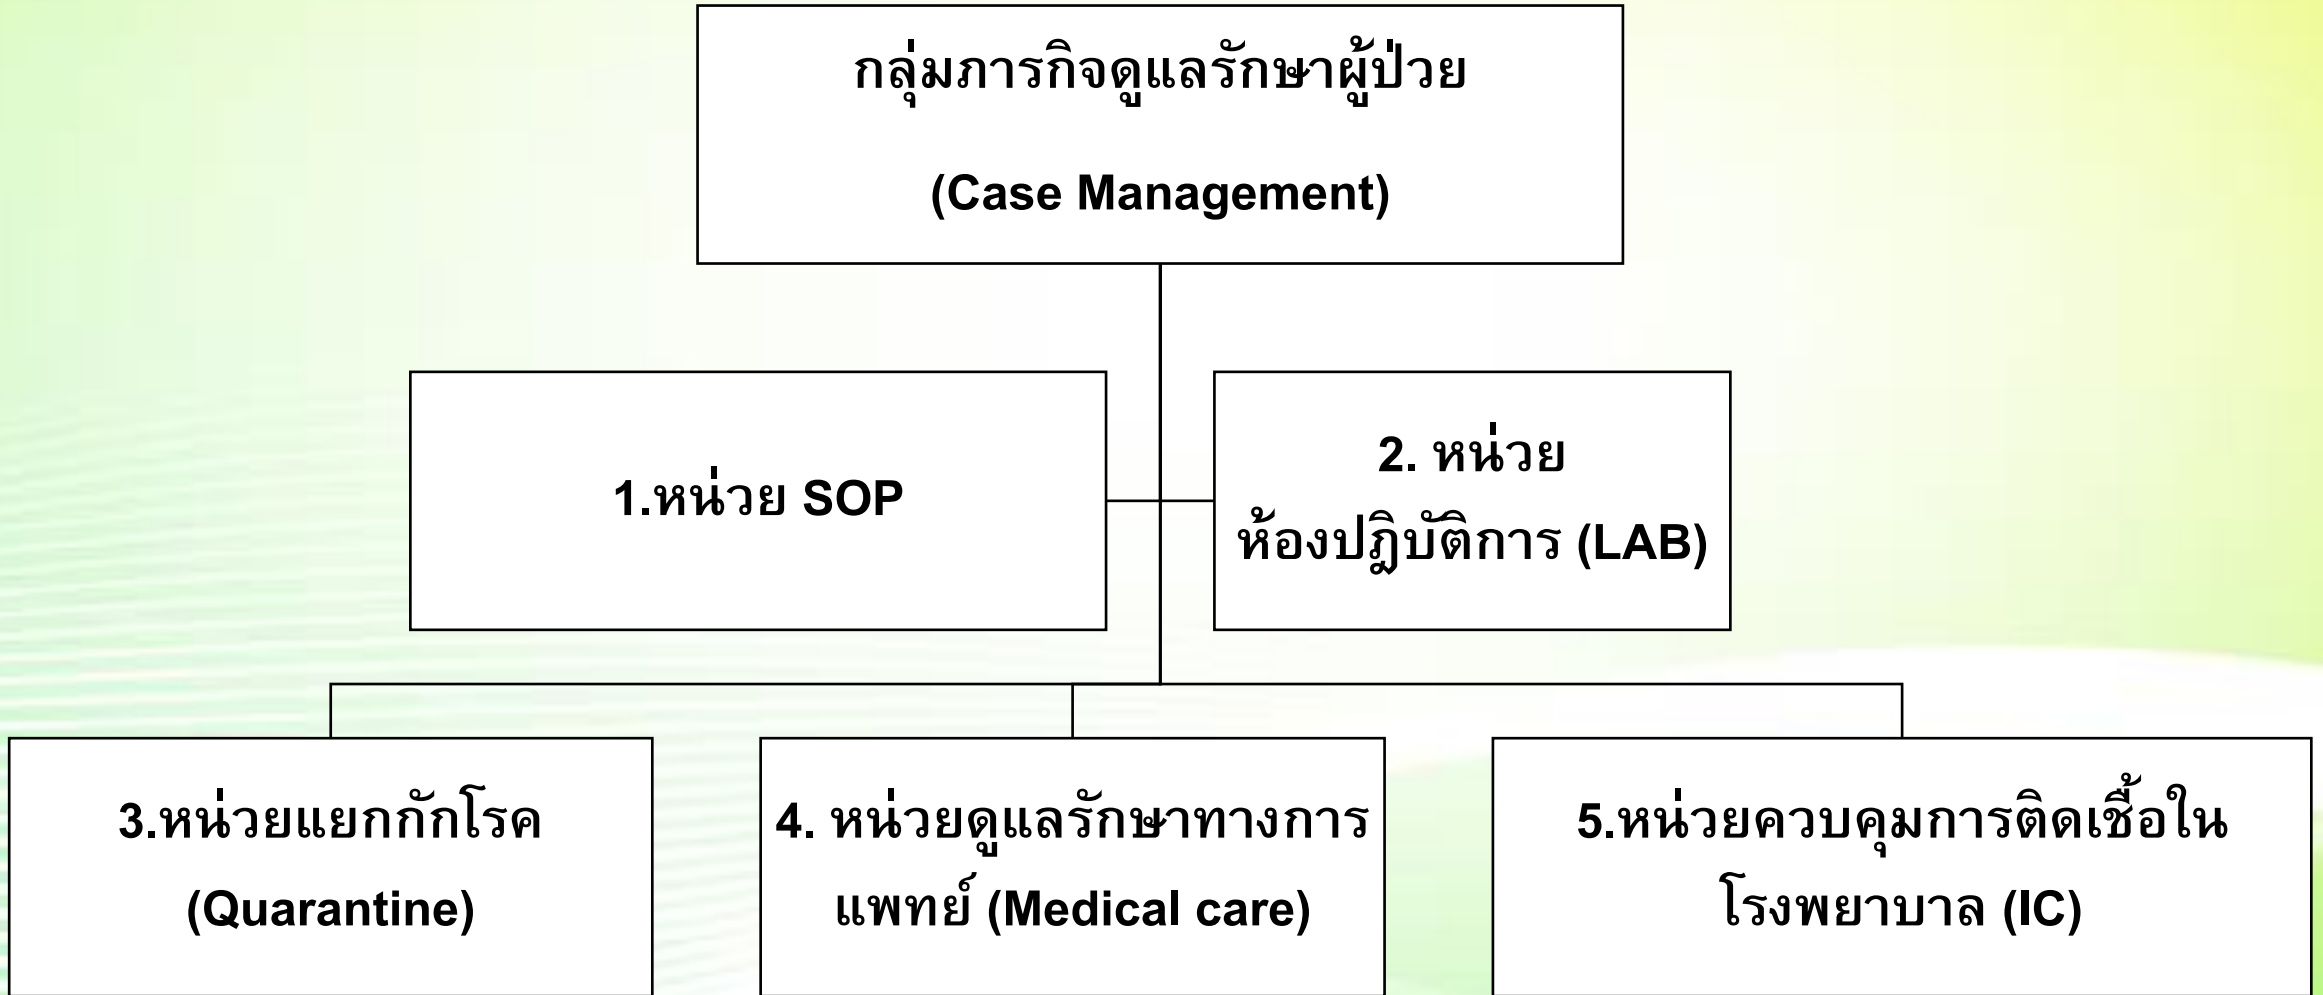 กลุ่มภารกิจดูแลรักษาผู้ป่วย
(Case Management)
1.หน่วย SOP
2. หน่วย
ห้องปฏิบัติการ (LAB)
3.หน่วยแยกกักโรค
(Quarantine)
4. หน่วยดูแลรักษาทางการ
แพทย์ (Medical care)
5.หน่วยควบคุมการติดเชื้อใน
โรงพยาบาล (IC)